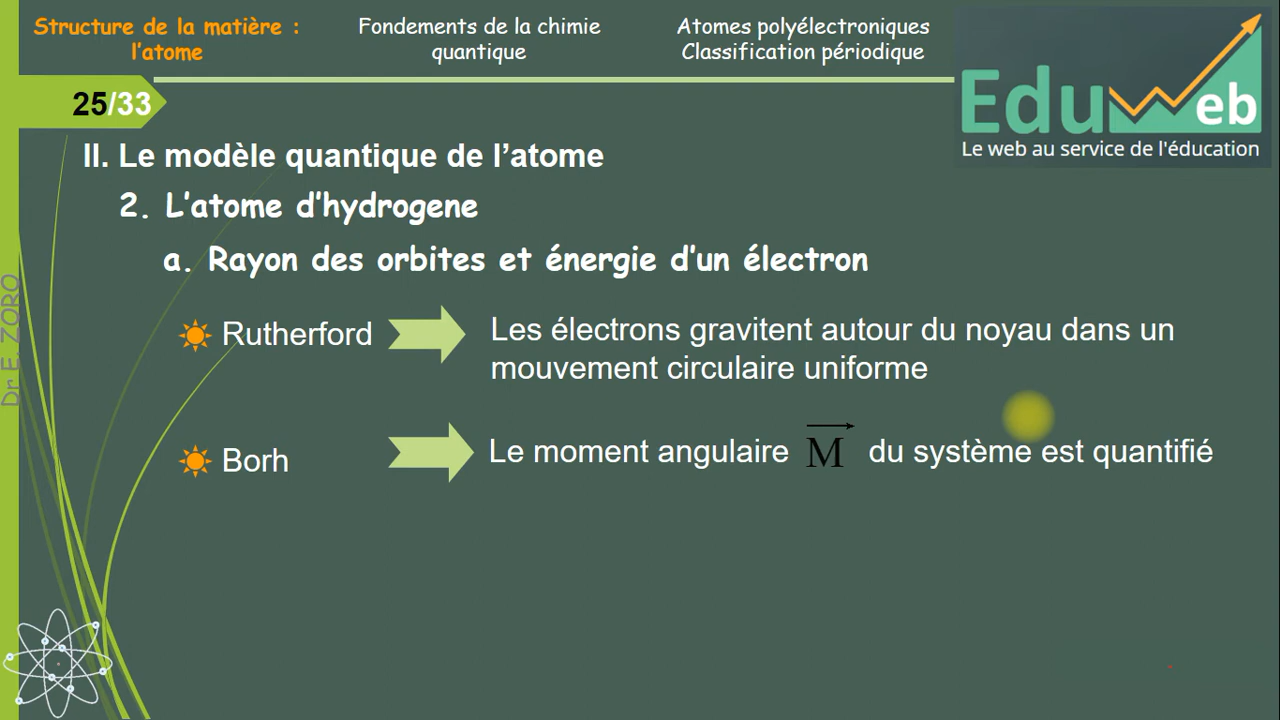 Structure de la matière :
l'atome
Fondements de la chimie
quantique
Atomes polyélectroniques
Classification périodique
Eduweb
Le web au service de l'éducation
25/33
II. Le modèle quantique de l'atome
2. L'atome d'hydrogene
a. Rayon des orbites et énergie d'un électron
Rutherford
Les électrons gravitent autour du noyau dans un
mouvement circulaire uniforme
Borh
Le moment angulaire M du système est quantifié
Dr E. ZORO